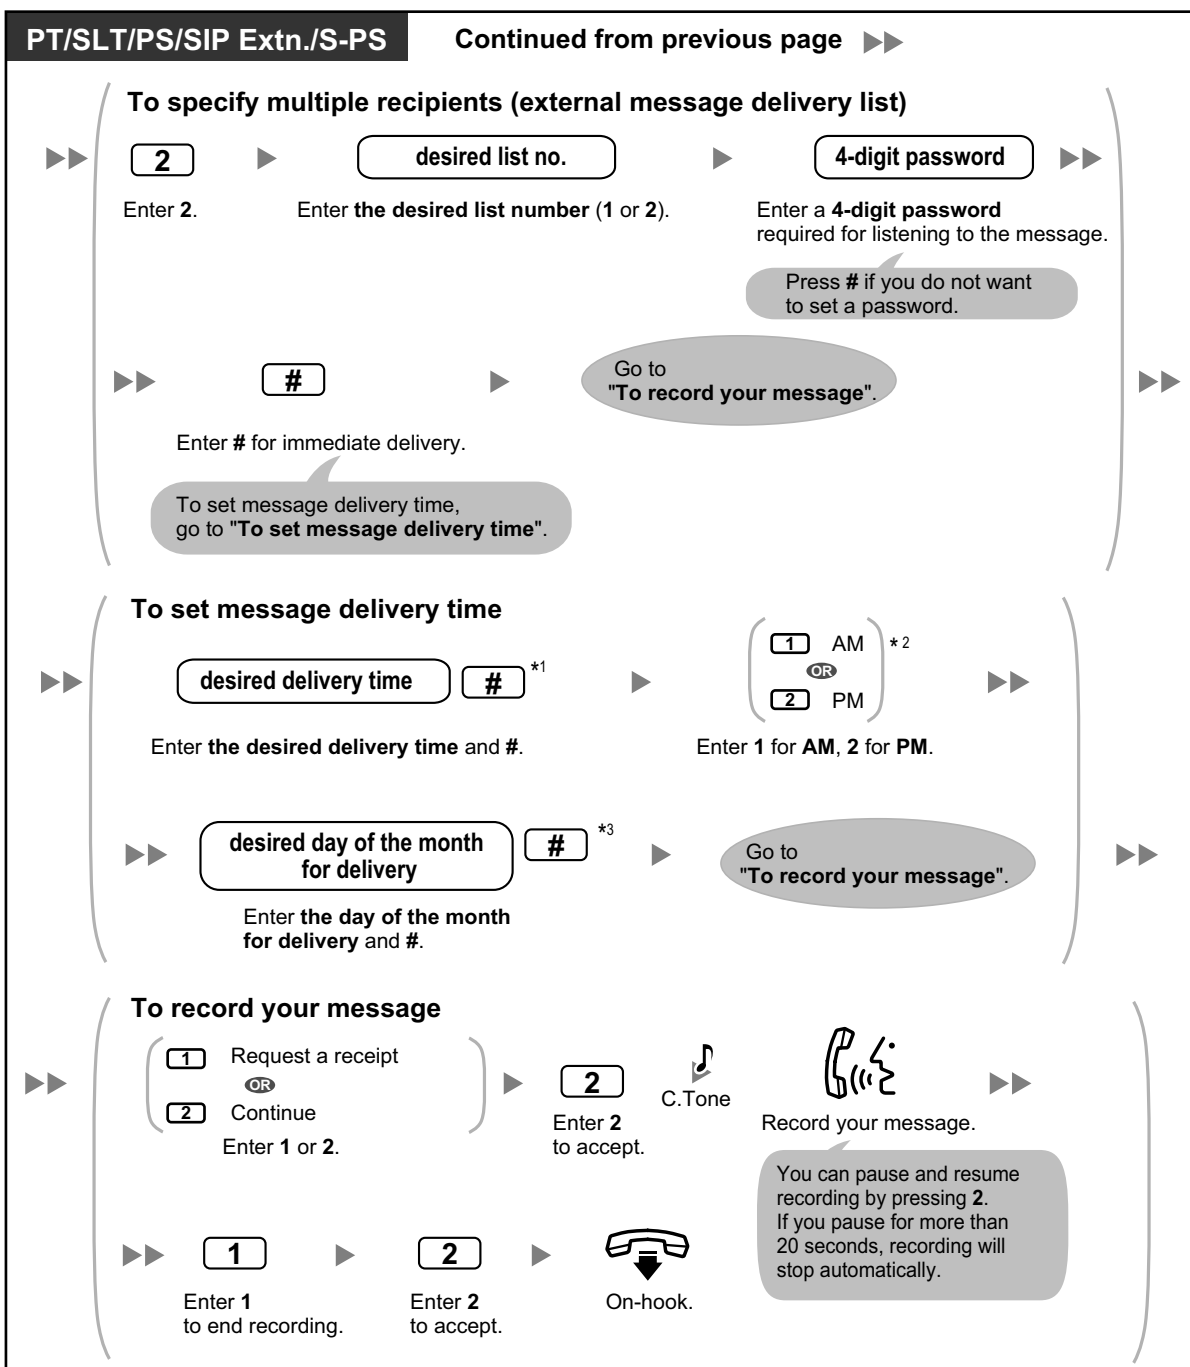 PT/SLT/PS/SIP Extn./S-PS
Continued from previous page
To specify multiple recipients (external message delivery list)
2
desired list no.
4-digit password
Enter 2.
Enter the desired list number (1 or 2).
Enter a 4-digit password
required for listening to the message.
Press # if you do not want
to set a password.
#
Go to
"To record your message".
Enter # for immediate delivery.
To set message delivery time,
go to "To set message delivery time".
To set message delivery time
desired delivery time
#
*1
1 AM
OR
2 PM
*2
Enter the desired delivery time and #.
Enter 1 for AM, 2 for PM.
desired day of the month
for delivery
#
*3
Go to
"To record your message".
Enter the day of the month
for delivery and #.
To record your message
1 Request a receipt
OR
2 Continue
Enter 1 or 2.
2
Enter 2
to accept.
C.Tone
Record your message.
You can pause and resume
recording by pressing 2.
If you pause for more than
20 seconds, recording will
stop automatically.
1
Enter 1
to end recording.
2
Enter 2
to accept.
On-hook.